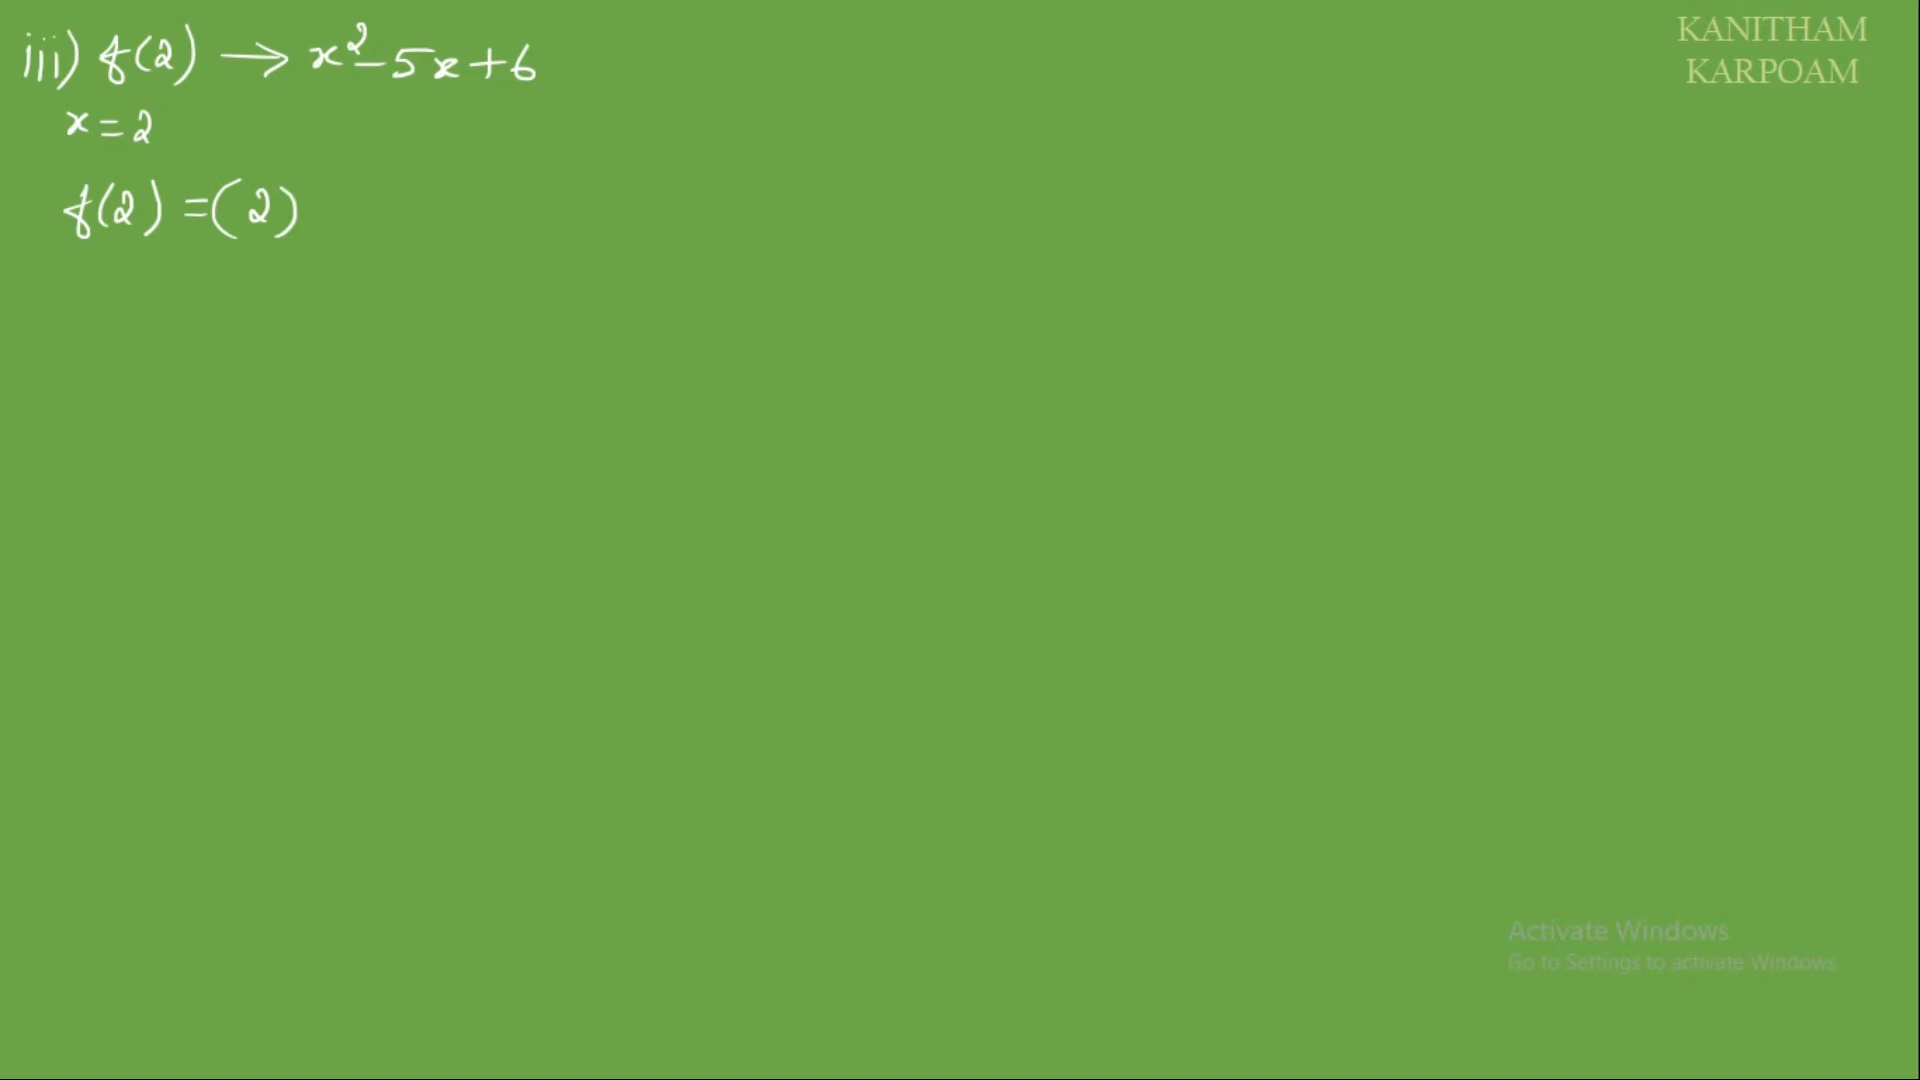 iii) f(2) → x² - 5x + 6
x = 2
f(2) = (2)
KANITHAM
KARPOAM
Activate Windows
Go to Settings to activate Windows.